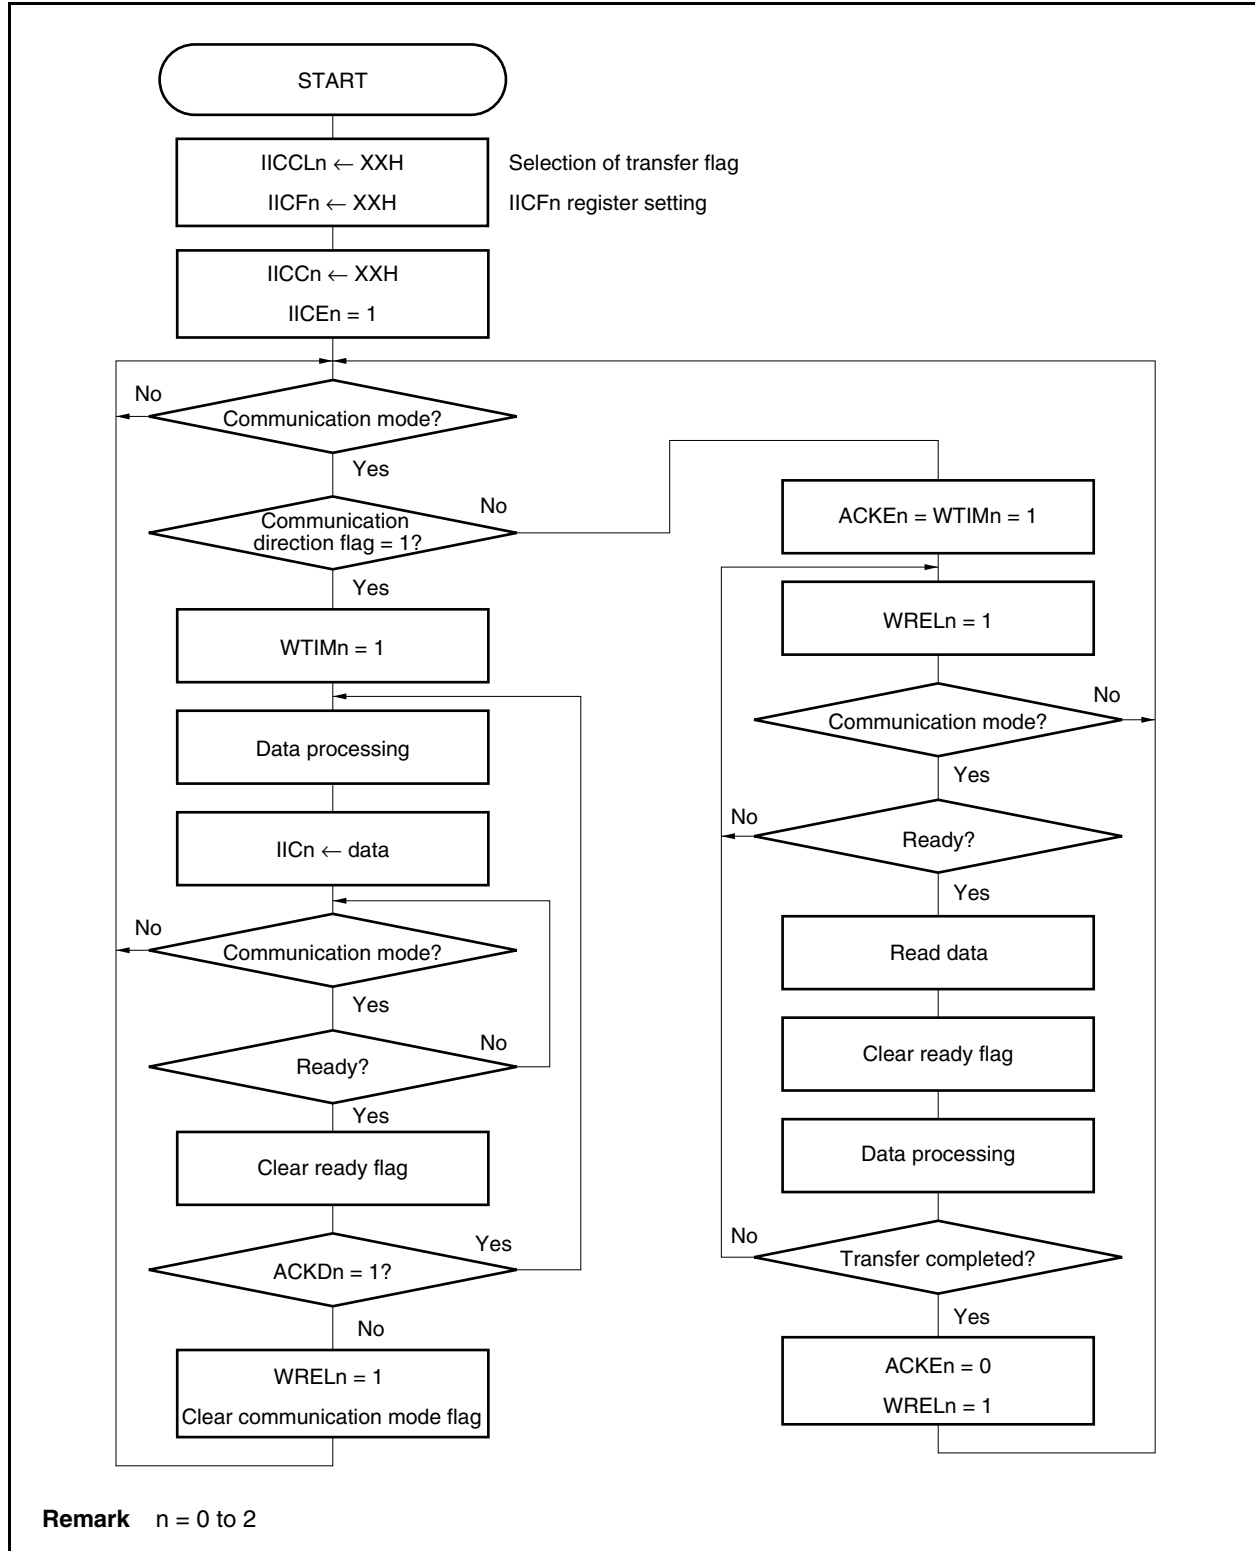 START
IICCLn ← XXH
Selection of transfer flag
IICFn ← XXH
IICFn register setting
IICCn ← XXH
IICEn = 1
No
Communication mode?
Yes
No
Communication
direction flag = 1?
Yes
WTIMn = 1
Data processing
IICn ← data
No
Communication mode?
Yes
No
Ready?
Yes
Clear ready flag
Yes
ACKDn = 1?
No
WRELn = 1
Clear communication mode flag
ACKEn = WTIMn = 1
WRELn = 1
No
Communication mode?
Yes
No
Ready?
Yes
Read data
Clear ready flag
Data processing
No
Transfer completed?
Yes
ACKEn = 0
WRELn = 1
Remark n = 0 to 2